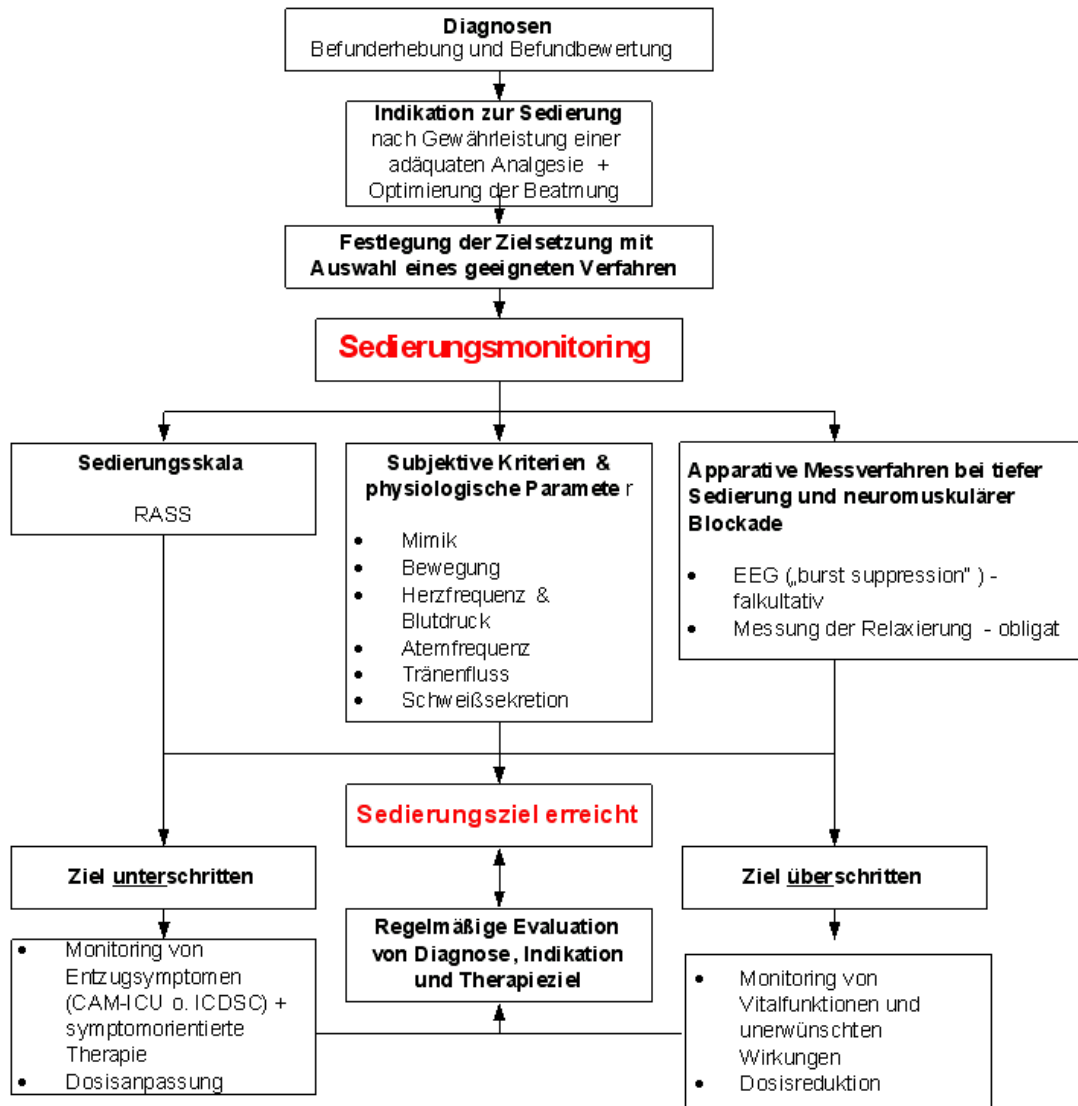 Diagnosen
Befunderhebung und Befundbewertung
Indikation zur Sedierung
nach Gewährleistung einer
adäquaten Analgesie +
Optimierung der Beatmung
Festlegung der Zielsetzung mit
Auswahl eines geeigneten Verfahren
Sedierungsmonitoring
Sedierungsskala
RASS
Subjektive Kriterien &
physiologische Paramete r
• Mimik
• Bewegung
• Herzfrequenz &
Blutdruck
• Atemfrequenz
• Tränenfluss
• Schweißsekretion
Apparative Messverfahren bei tiefer
Sedierung und neuromuskulärer
Blockade
• EEG („burst suppression" ) -
falkultativ
• Messung der Relaxierung - obligat
Sedierungsziel erreicht
Ziel unterschritten
Ziel überschritten
Regelmäßige Evaluation
von Diagnose, Indikation
und Therapieziel
• Monitoring von
Entzugsymptomen
(CAM-ICU o. ICDSC) +
symptomorientierte
Therapie
• Dosisanpassung
• Monitoring von
Vitalfunktionen und
unerwünschten
Wirkungen
• Dosisreduktion